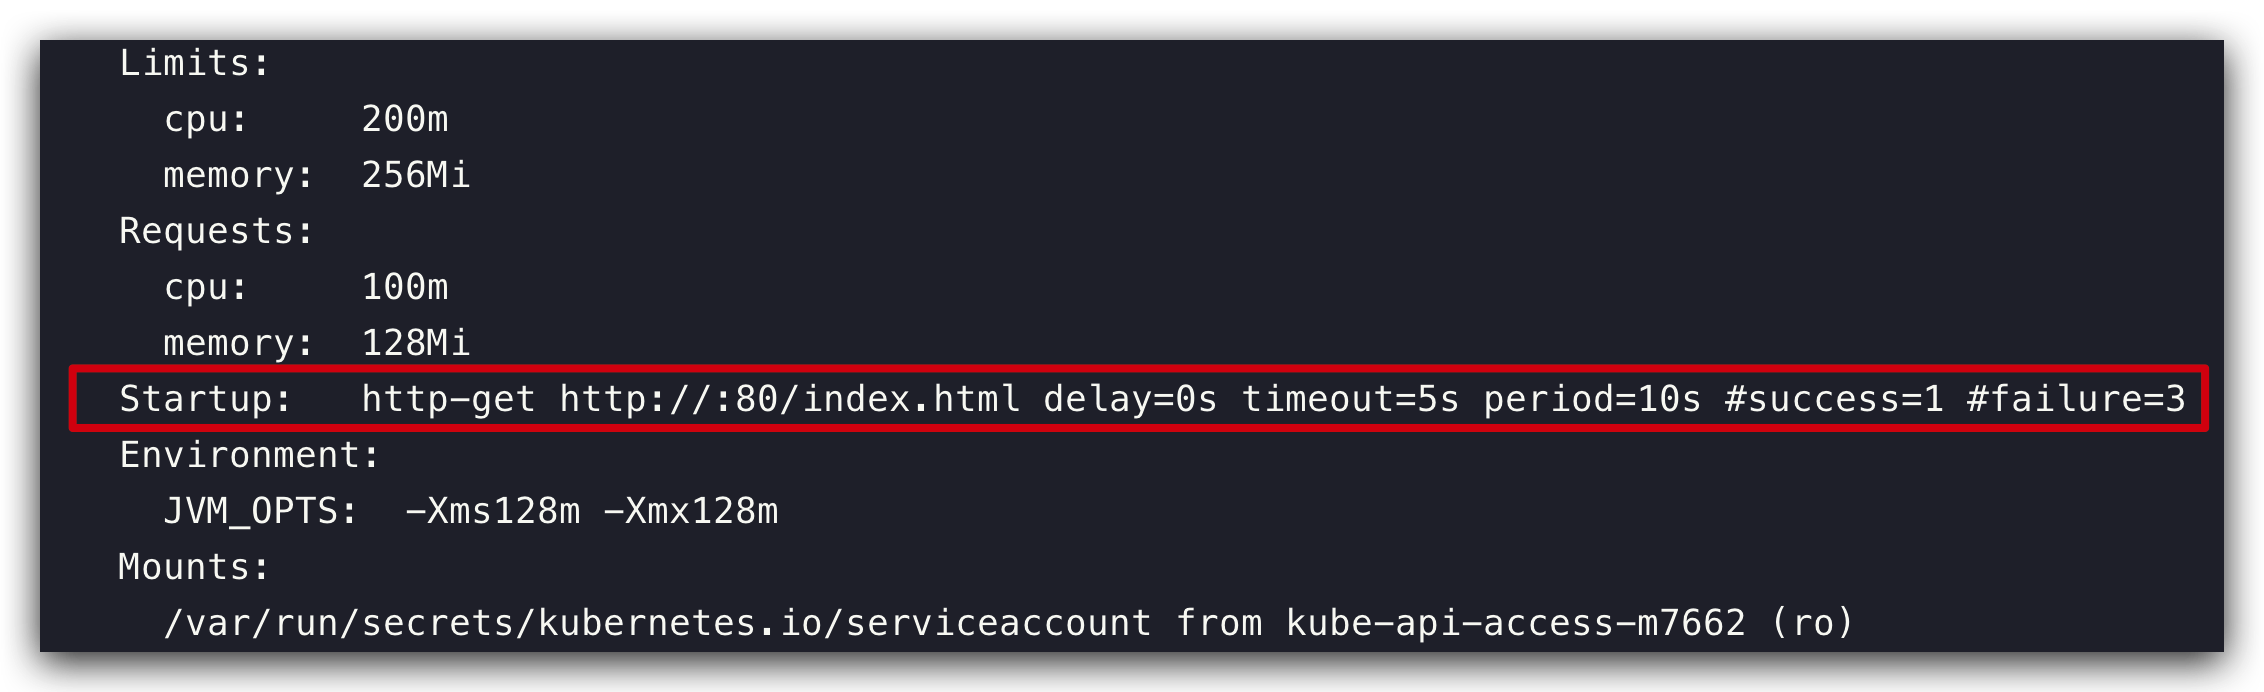 Limits:
  cpu:     200m
  memory:  256Mi
Requests:
  cpu:     100m
  memory:  128Mi
Startup:   http-get http://:80/index.html delay=0s timeout=5s period=10s #success=1 #failure=3
Environment:
  JVM_OPTS:  -Xms128m -Xmx128m
Mounts:
  /var/run/secrets/kubernetes.io/serviceaccount from kube-api-access-m7662 (ro)